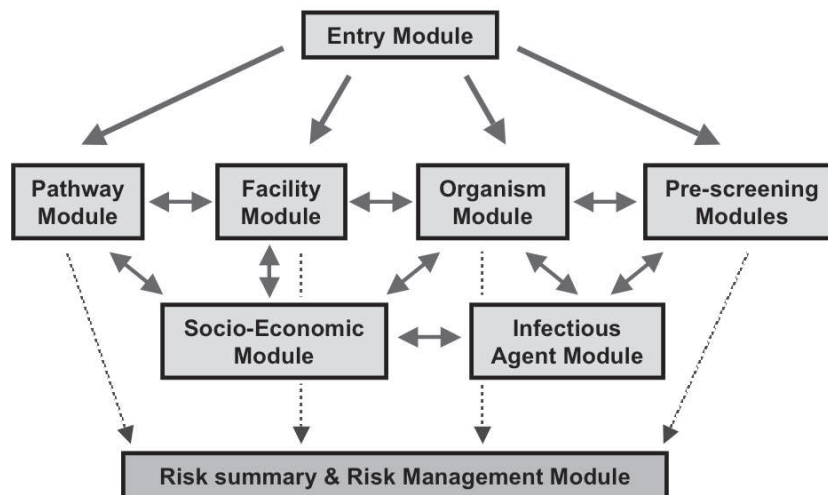 Entry Module
Pathway
Module
Facility
Module
Organism
Module
Pre-screening
Modules
Socio-Economic
Module
Infectious
Agent Module
Risk summary & Risk Management Module